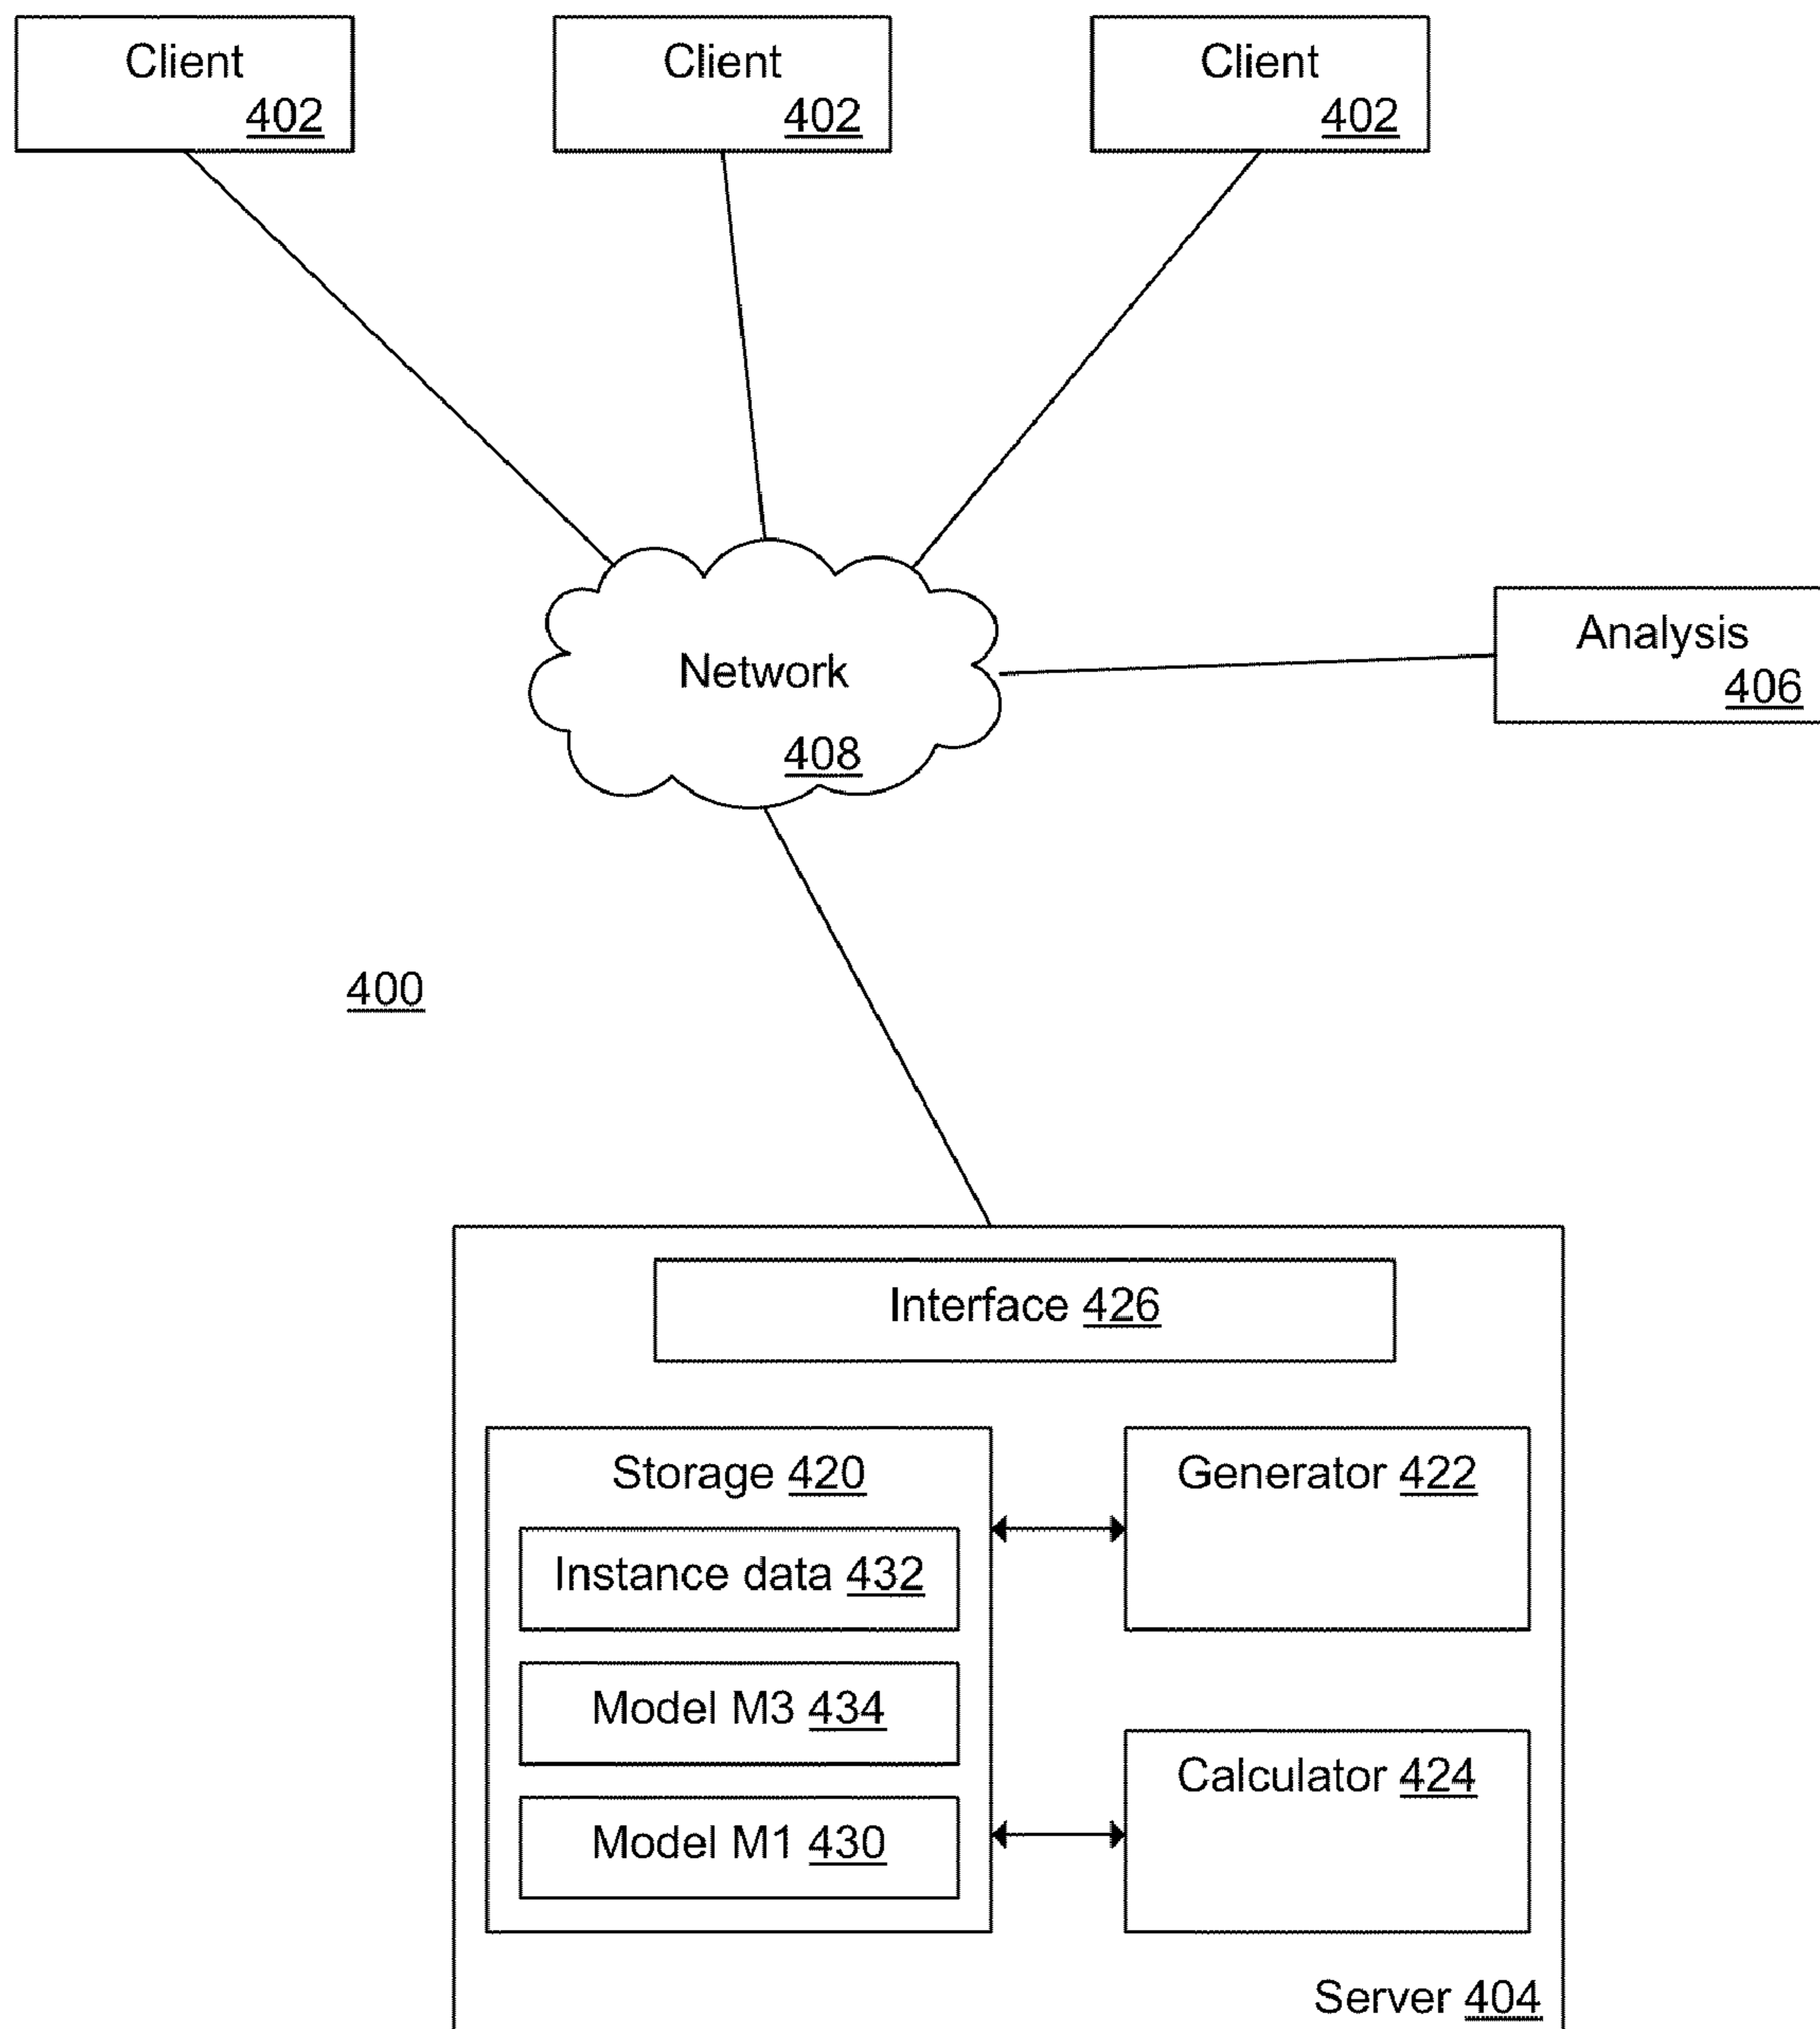 Client
402
Client
402
Client
402
Network
408
Analysis
406
400
Interface 426
Storage 420
Instance data 432
Model M3 434
Model M1 430
Generator 422
Calculator 424
Server 404